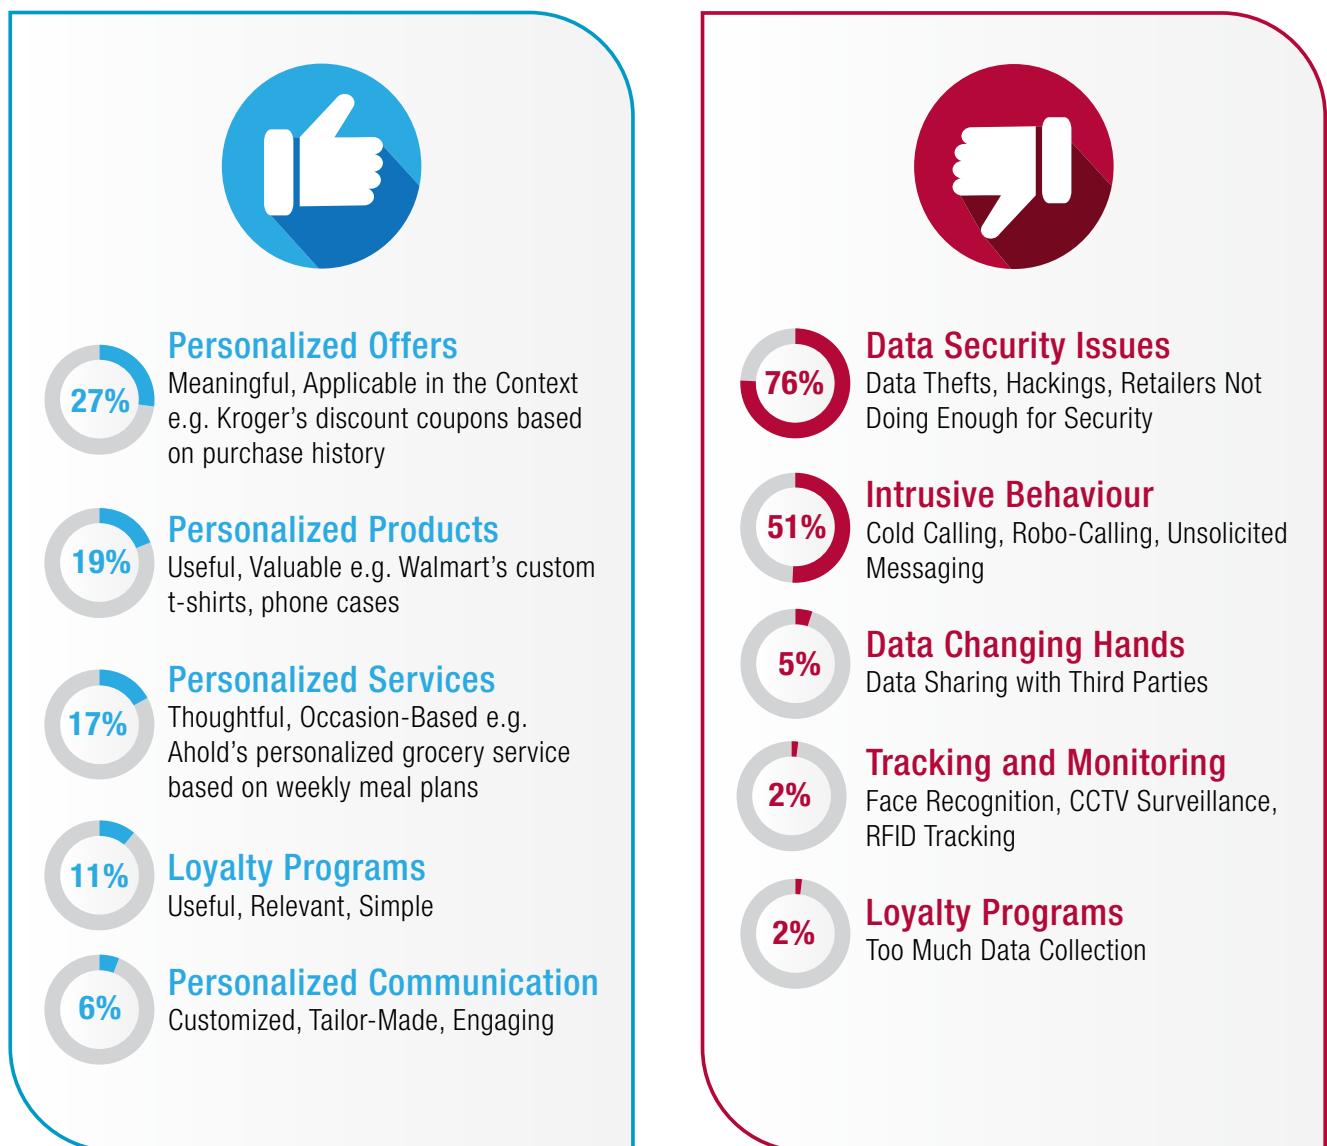 27%
Personalized Offers
Meaningful, Applicable in the Context
e.g. Kroger's discount coupons based
on purchase history
19%
Personalized Products
Useful, Valuable e.g. Walmart's custom
t-shirts, phone cases
17%
Personalized Services
Thoughtful, Occasion-Based e.g.
Ahold's personalized grocery service
based on weekly meal plans
11%
Loyalty Programs
Useful, Relevant, Simple
6%
Personalized Communication
Customized, Tailor-Made, Engaging
76%
Data Security Issues
Data Thefts, Hackings, Retailers Not
Doing Enough for Security
51%
Intrusive Behaviour
Cold Calling, Robo-Calling, Unsolicited
Messaging
5%
Data Changing Hands
Data Sharing with Third Parties
2%
Tracking and Monitoring
Face Recognition, CCTV Surveillance,
RFID Tracking
2%
Loyalty Programs
Too Much Data Collection